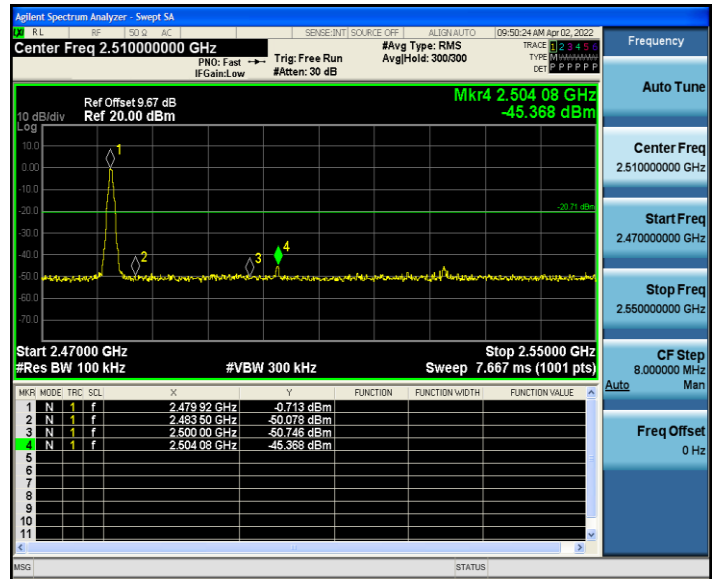 Agilent Spectrum Analyzer - Swept SA
RL RF 50 Ω AC SENSE:INT SOURCE OFF ALIGNAUTO 09:50:24 AM Apr 02, 2022
Center Freq 2.510000000 GHz #Avg Type: RMS TRACE 1 2 3 4 5 6
PNO: Fast Trig: Free Run Avg|Hold: 300/300 TYPE M
IFGain:Low #Atten: 30 dB DET P P P P P P
Mkr4 2.504 08 GHz
Ref Offset 9.67 dB
10 dB/div Ref 20.00 dBm -45.368 dBm
Log
10.0
1
0.00
-10.0
-20.0
-20.71 dBm
-30.0
-40.0
2
3
4
-50.0
-60.0
-70.0
Start 2.47000 GHz Stop 2.55000 GHz
#Res BW 100 kHz #VBW 300 kHz Sweep 7.667 ms (1001 pts)
MKR MODE TRC SCL X Y FUNCTION FUNCTION WIDTH FUNCTION VALUE
1 N 1 f 2.479 92 GHz -0.713 dBm
2 N 1 f 2.483 50 GHz -50.078 dBm
3 N 1 f 2.500 00 GHz -50.746 dBm
4 N 1 f 2.504 08 GHz -45.368 dBm
5
6
7
8
9
10
11
MSG STATUS
Frequency
Auto Tune
Center Freq
2.510000000 GHz
Start Freq
2.470000000 GHz
Stop Freq
2.550000000 GHz
CF Step
8.000000 MHz
Auto Man
Freq Offset
0 Hz